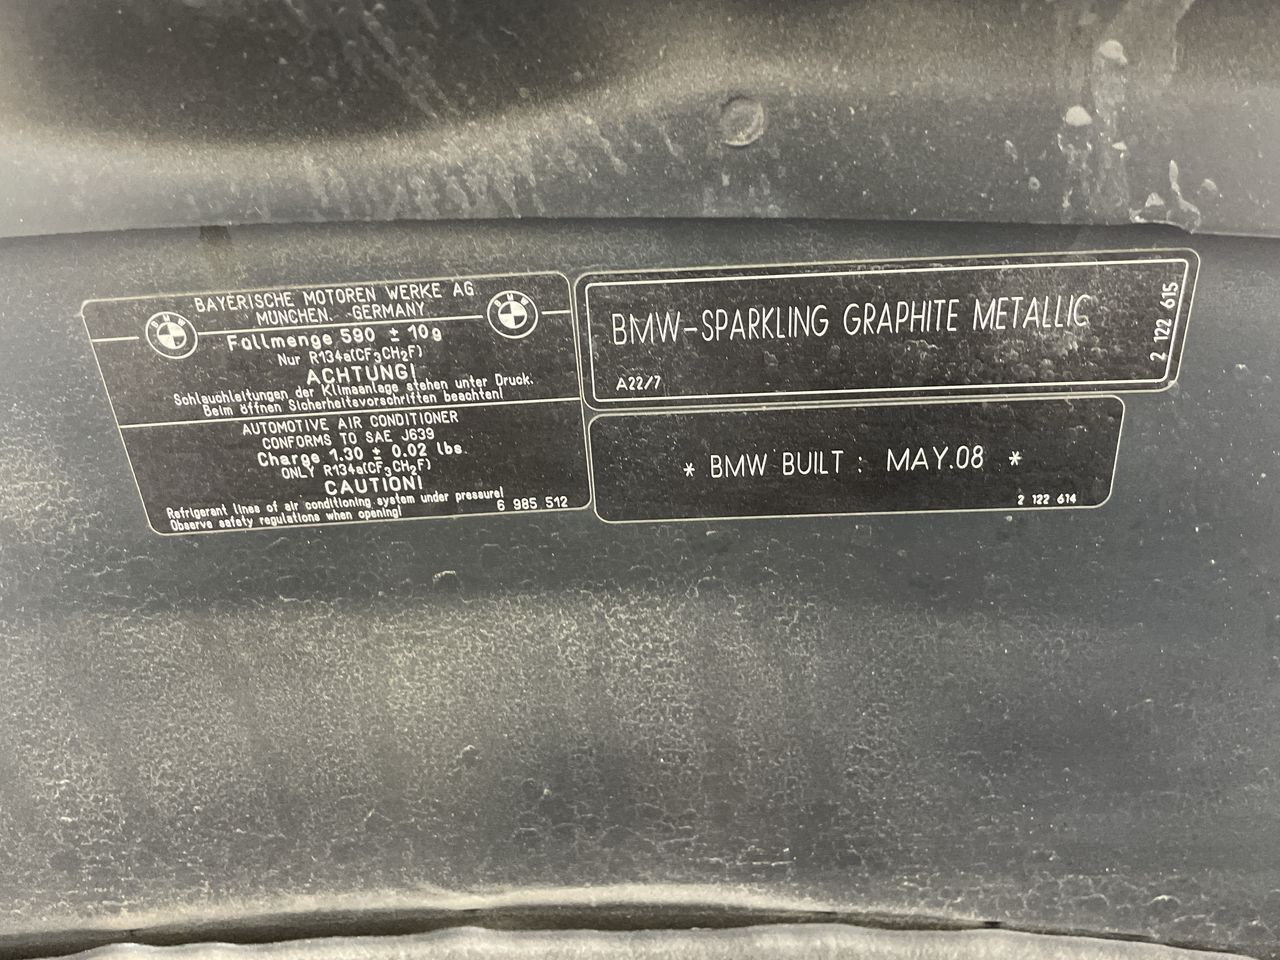 BAYERISCHE MOTOREN WERKE AG
MÜNCHEN. GERMANY
BMW
BMW
Füllmenge 590 ± 10g
Nur R134a(CF3CH2F)
ACHTUNG!
Schlauchleitungen der Klimaanlage stehen unter Druck.
Beim öffnen Sicherheitsvorschriften beachten!
AUTOMOTIVE AIR CONDITIONER
CONFORMS TO SAE J639
Charge 1.30 ± 0.02 lbs.
ONLY R134a(CF3CH2F)
CAUTION!
Refrigerant lines of air conditioning system under pressure!
Observe safety regulations when opening!
6 985 512
BMW-SPARKLING GRAPHITE METALLIC
A22/7
2 122 615
* BMW BUILT : MAY.08 *
2 122 614